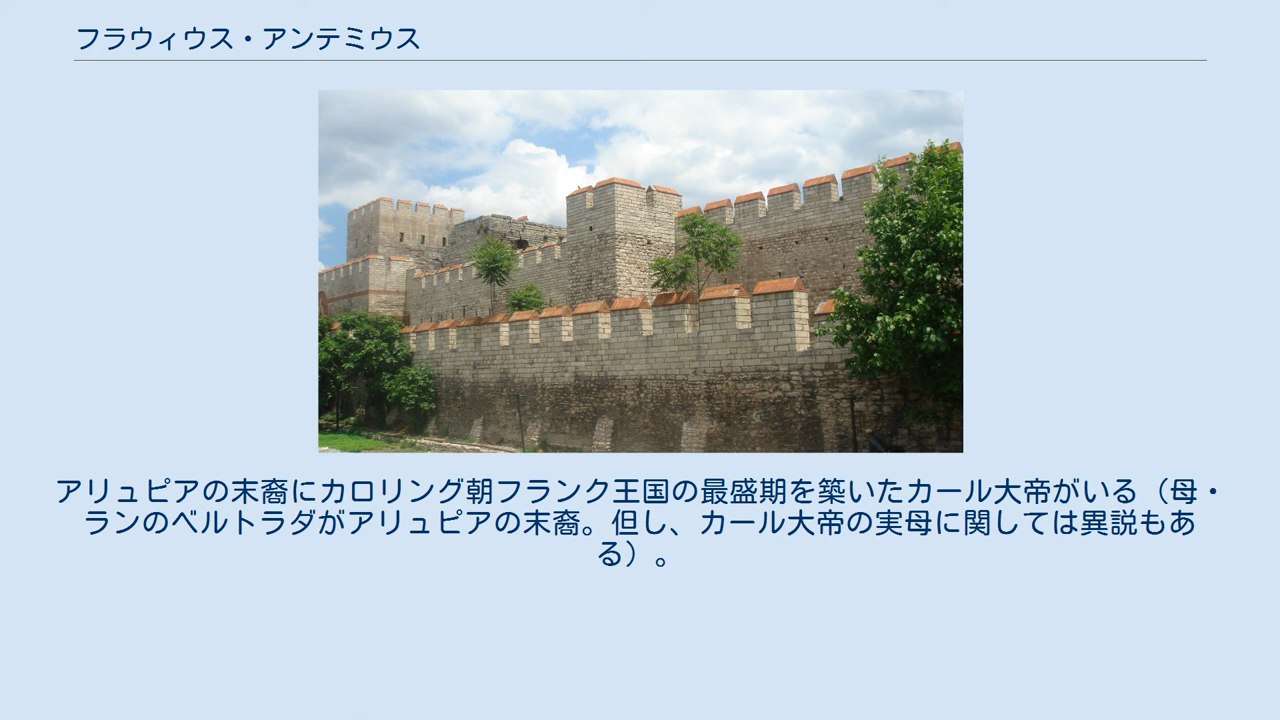 フラウィウス・アンテミウス
アリュピアの末裔にカロリング朝フランク王国の最盛期を築いたカール大帝がいる（母・
ランのベルトラダがアリュピアの末裔。但し、カール大帝の実母に関しては異説もあ
る）。